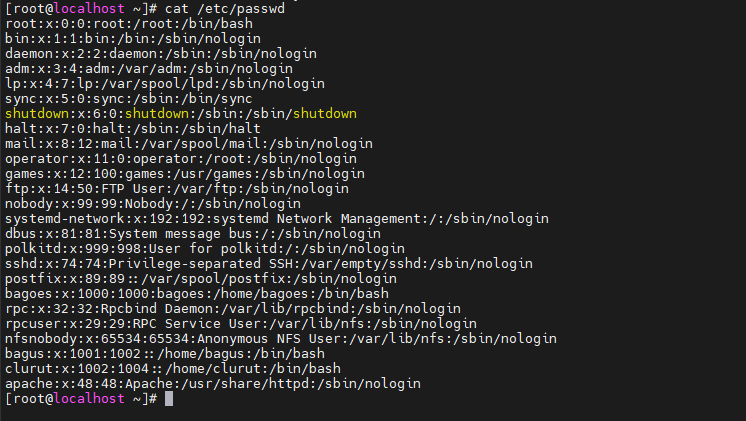 [root@localhost ~]# cat /etc/passwd
root:x:0:0:root:/root:/bin/bash
bin:x:1:1:bin:/bin:/sbin/nologin
daemon:x:2:2:daemon:/sbin:/sbin/nologin
adm:x:3:4:adm:/var/adm:/sbin/nologin
lp:x:4:7:lp:/var/spool/lpd:/sbin/nologin
sync:x:5:0:sync:/sbin:/bin/sync
shutdown:x:6:0:shutdown:/sbin:/sbin/shutdown
halt:x:7:0:halt:/sbin:/sbin/halt
mail:x:8:12:mail:/var/spool/mail:/sbin/nologin
operator:x:11:0:operator:/root:/sbin/nologin
games:x:12:100:games:/usr/games:/sbin/nologin
ftp:x:14:50:FTP User:/var/ftp:/sbin/nologin
nobody:x:99:99:Nobody:/:/sbin/nologin
systemd-network:x:192:192:systemd Network Management:/:/sbin/nologin
dbus:x:81:81:System message bus:/:/sbin/nologin
polkitd:x:999:998:User for polkitd:/:/sbin/nologin
sshd:x:74:74:Privilege-separated SSH:/var/empty/sshd:/sbin/nologin
postfix:x:89:89::/var/spool/postfix:/sbin/nologin
bagoes:x:1000:1000:bagoes:/home/bagoes:/bin/bash
rpc:x:32:32:Rpcbind Daemon:/var/lib/rpcbind:/sbin/nologin
rpcuser:x:29:29:RPC Service User:/var/lib/nfs:/sbin/nologin
nfsnobody:x:65534:65534:Anonymous NFS User:/var/lib/nfs:/sbin/nologin
bagus:x:1001:1002::/home/bagus:/bin/bash
clurut:x:1002:1004::/home/clurut:/bin/bash
apache:x:48:48:Apache:/usr/share/httpd:/sbin/nologin
[root@localhost ~]#